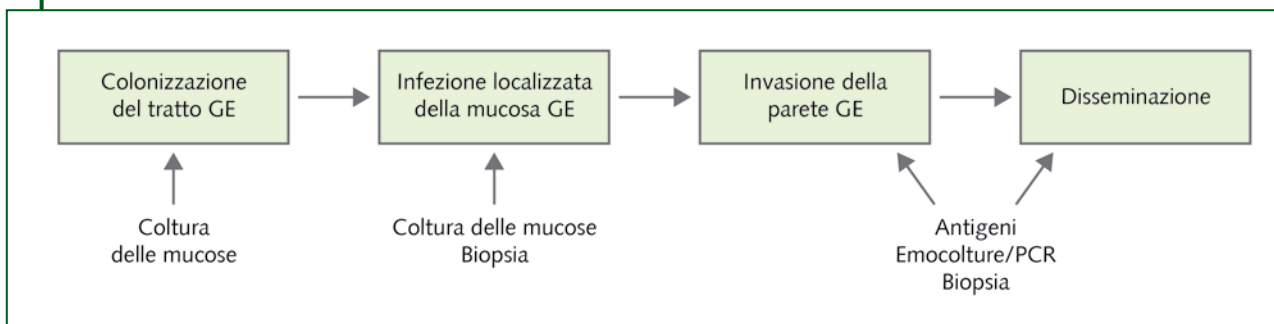 Colonizzazione
del tratto GE
Infezione localizzata
della mucosa GE
Invasione della
parete GE
Disseminazione
Coltura
delle mucose
Coltura delle mucose
Biopsia
Antigeni
Emocolture/PCR
Biopsia